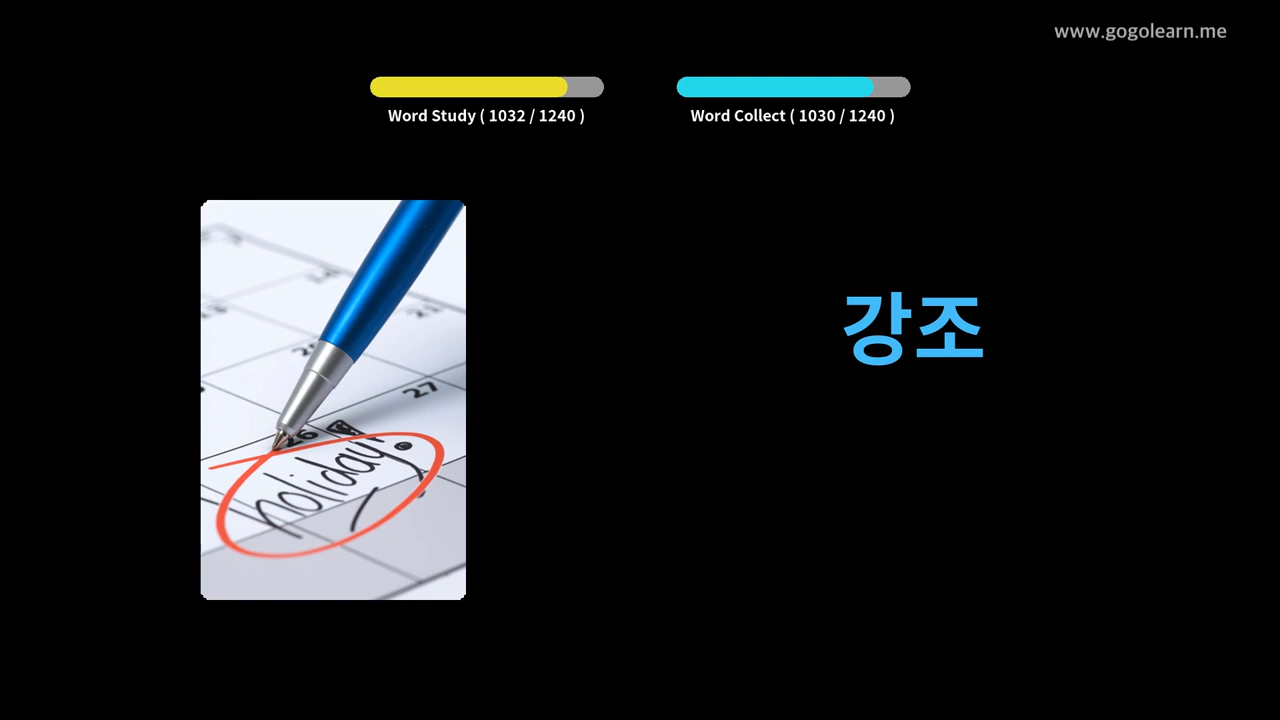 www.gogolearn.me
Word Study ( 1032 / 1240 )
Word Collect ( 1030 / 1240 )
강조
27
holiday!